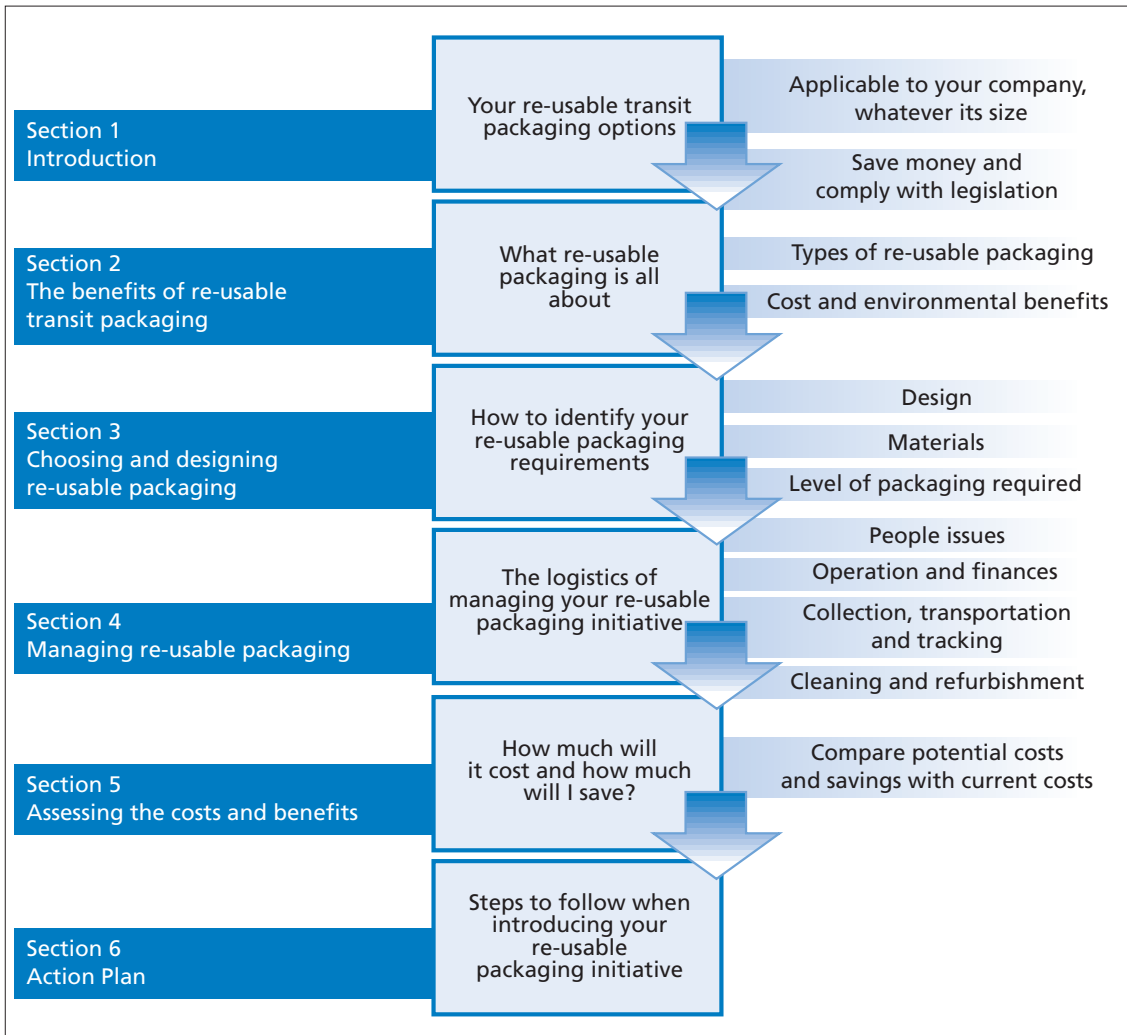 Section 1
Introduction
Your re-usable transit
packaging options
Applicable to your company,
whatever its size
Save money and
comply with legislation
Section 2
The benefits of re-usable
transit packaging
What re-usable
packaging is all
about
Types of re-usable packaging
Cost and environmental benefits
Section 3
Choosing and designing
re-usable packaging
How to identify your
re-usable packaging
requirements
Design
Materials
Level of packaging required
Section 4
Managing re-usable packaging
The logistics of
managing your re-usable
packaging initiative
People issues
Operation and finances
Collection, transportation
and tracking
Cleaning and refurbishment
Section 5
Assessing the costs and benefits
How much will
it cost and how much
will I save?
Compare potential costs
and savings with current costs
Section 6
Action Plan
Steps to follow when
introducing your
re-usable
packaging initiative